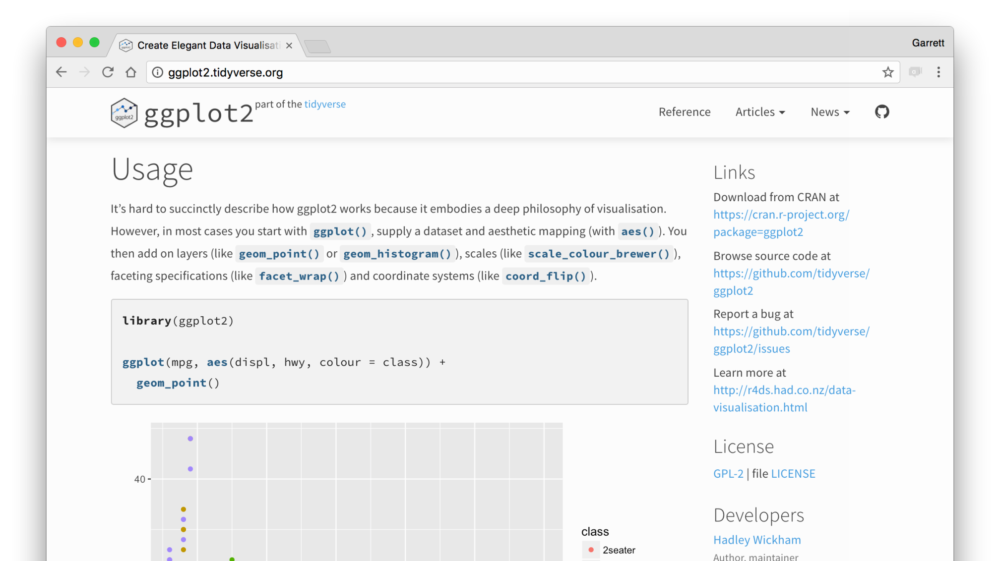 Create Elegant Data Visualisati
Garrett
ggplot2.tidyverse.org
ggplot2
ggplot2 part of the tidyverse
Reference Articles News
Usage
It’s hard to succinctly describe how ggplot2 works because it embodies a deep philosophy of visualisation.
However, in most cases you start with ggplot(), supply a dataset and aesthetic mapping (with aes()). You
then add on layers (like geom_point() or geom_histogram()), scales (like scale_colour_brewer()),
faceting specifications (like facet_wrap()) and coordinate systems (like coord_flip()).
library(ggplot2)
ggplot(mpg, aes(displ, hwy, colour = class)) +
geom_point()
40
class
2seater
Links
Download from CRAN at
https://cran.r-project.org/
package=ggplot2
Browse source code at
https://github.com/tidyverse/
ggplot2
Report a bug at
https://github.com/tidyverse/
ggplot2/issues
Learn more at
http://r4ds.had.co.nz/data-
visualisation.html
License
GPL-2 | file LICENSE
Developers
Hadley Wickham
Author, maintainer